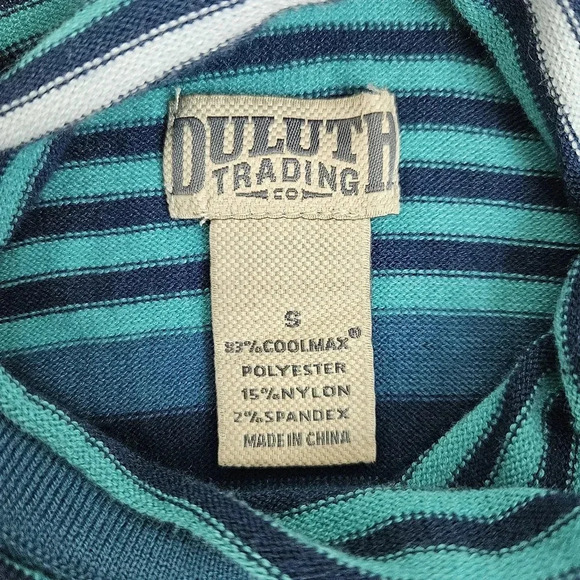 DULUTH
TRADING
CO
S
83%COOLMAX®
POLYESTER
15%NYLON
2%SPANDEX
MADE IN CHINA